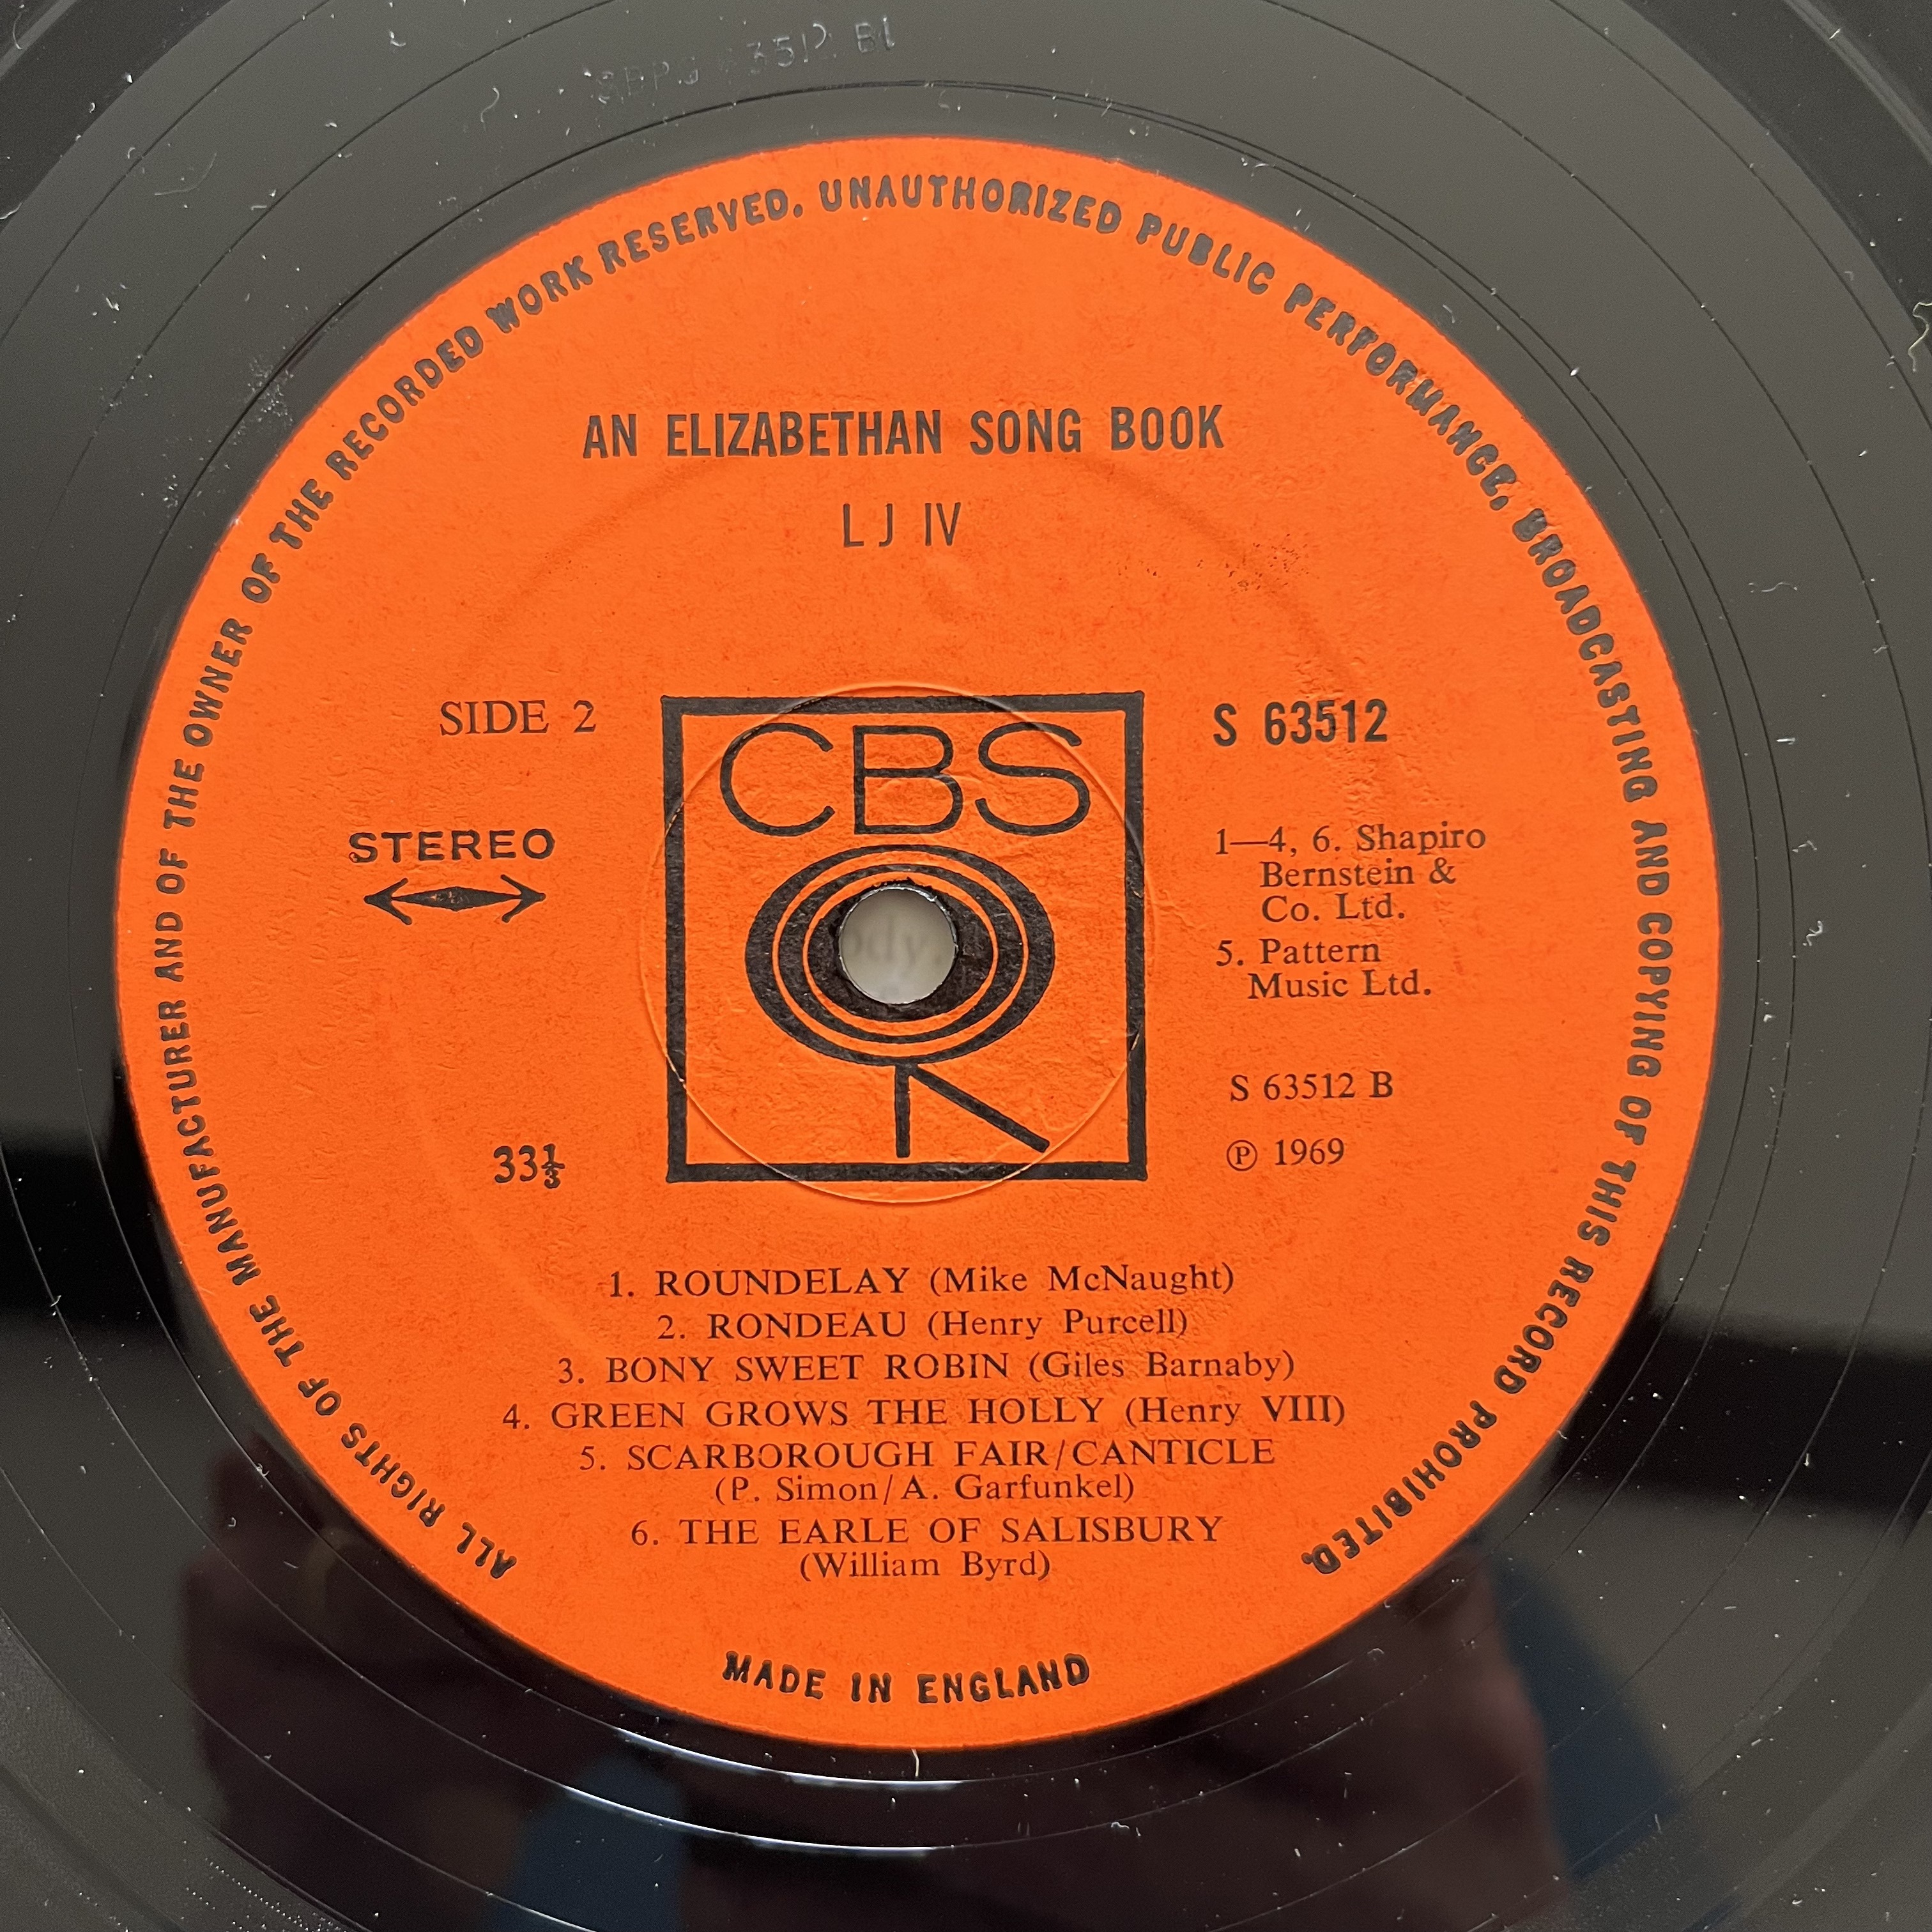 63512 B1
ALL RIGHTS OF THE MANUFACTURER AND OF THE OWNER OF THE RECORDED WORK RESERVED. UNAUTHORIZED PUBLIC PERFORMANCE, BROADCASTING AND COPYING OF THIS RECORD PROHIBITED.
AN ELIZABETHAN SONG BOOK
LJ IV
SIDE 2
STEREO
33⅓
CBS
S 63512
1—4, 6. Shapiro
Bernstein &
Co. Ltd.
5. Pattern
Music Ltd.
S 63512 B
℗ 1969
1. ROUNDELAY (Mike McNaught)
2. RONDEAU (Henry Purcell)
3. BONY SWEET ROBIN (Giles Barnaby)
4. GREEN GROWS THE HOLLY (Henry VIII)
5. SCARBOROUGH FAIR/CANTICLE
(P. Simon/A. Garfunkel)
6. THE EARLE OF SALISBURY
(William Byrd)
MADE IN ENGLAND